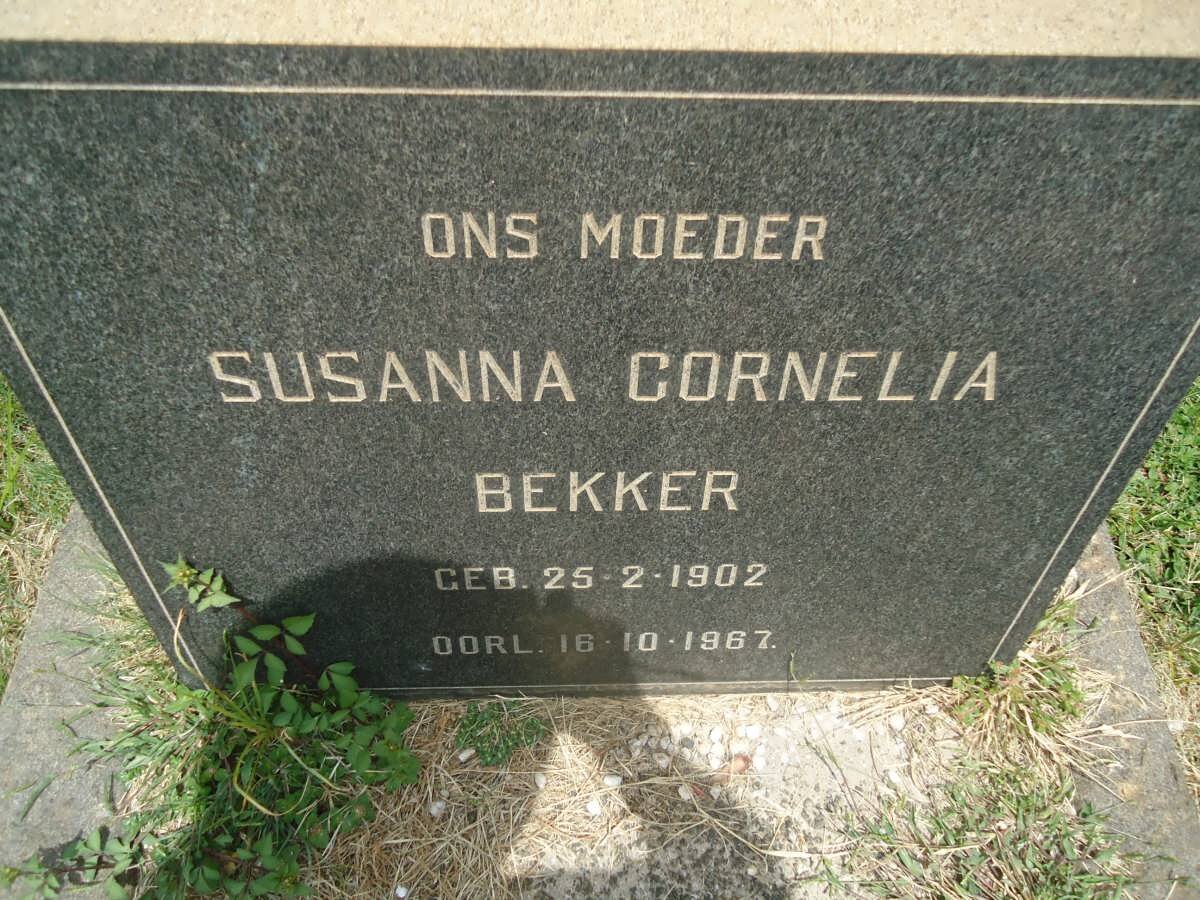 ONS MOEDER
SUSANNA CORNELIA
BEKKER
GEB. 25·2·1902
OORL. 16·10·1967.